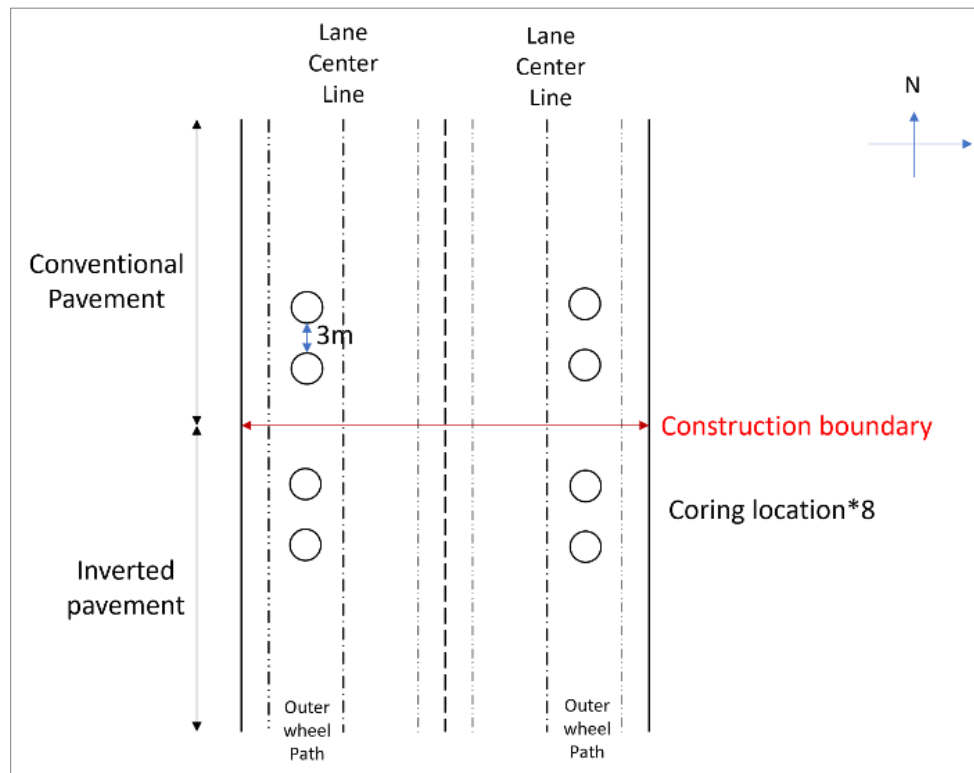 Lane
Center
Line
Lane
Center
Line
N
Conventional
Pavement
3m
Construction boundary
Coring location*8
Inverted
pavement
Outer
wheel
Path
Outer
wheel
Path